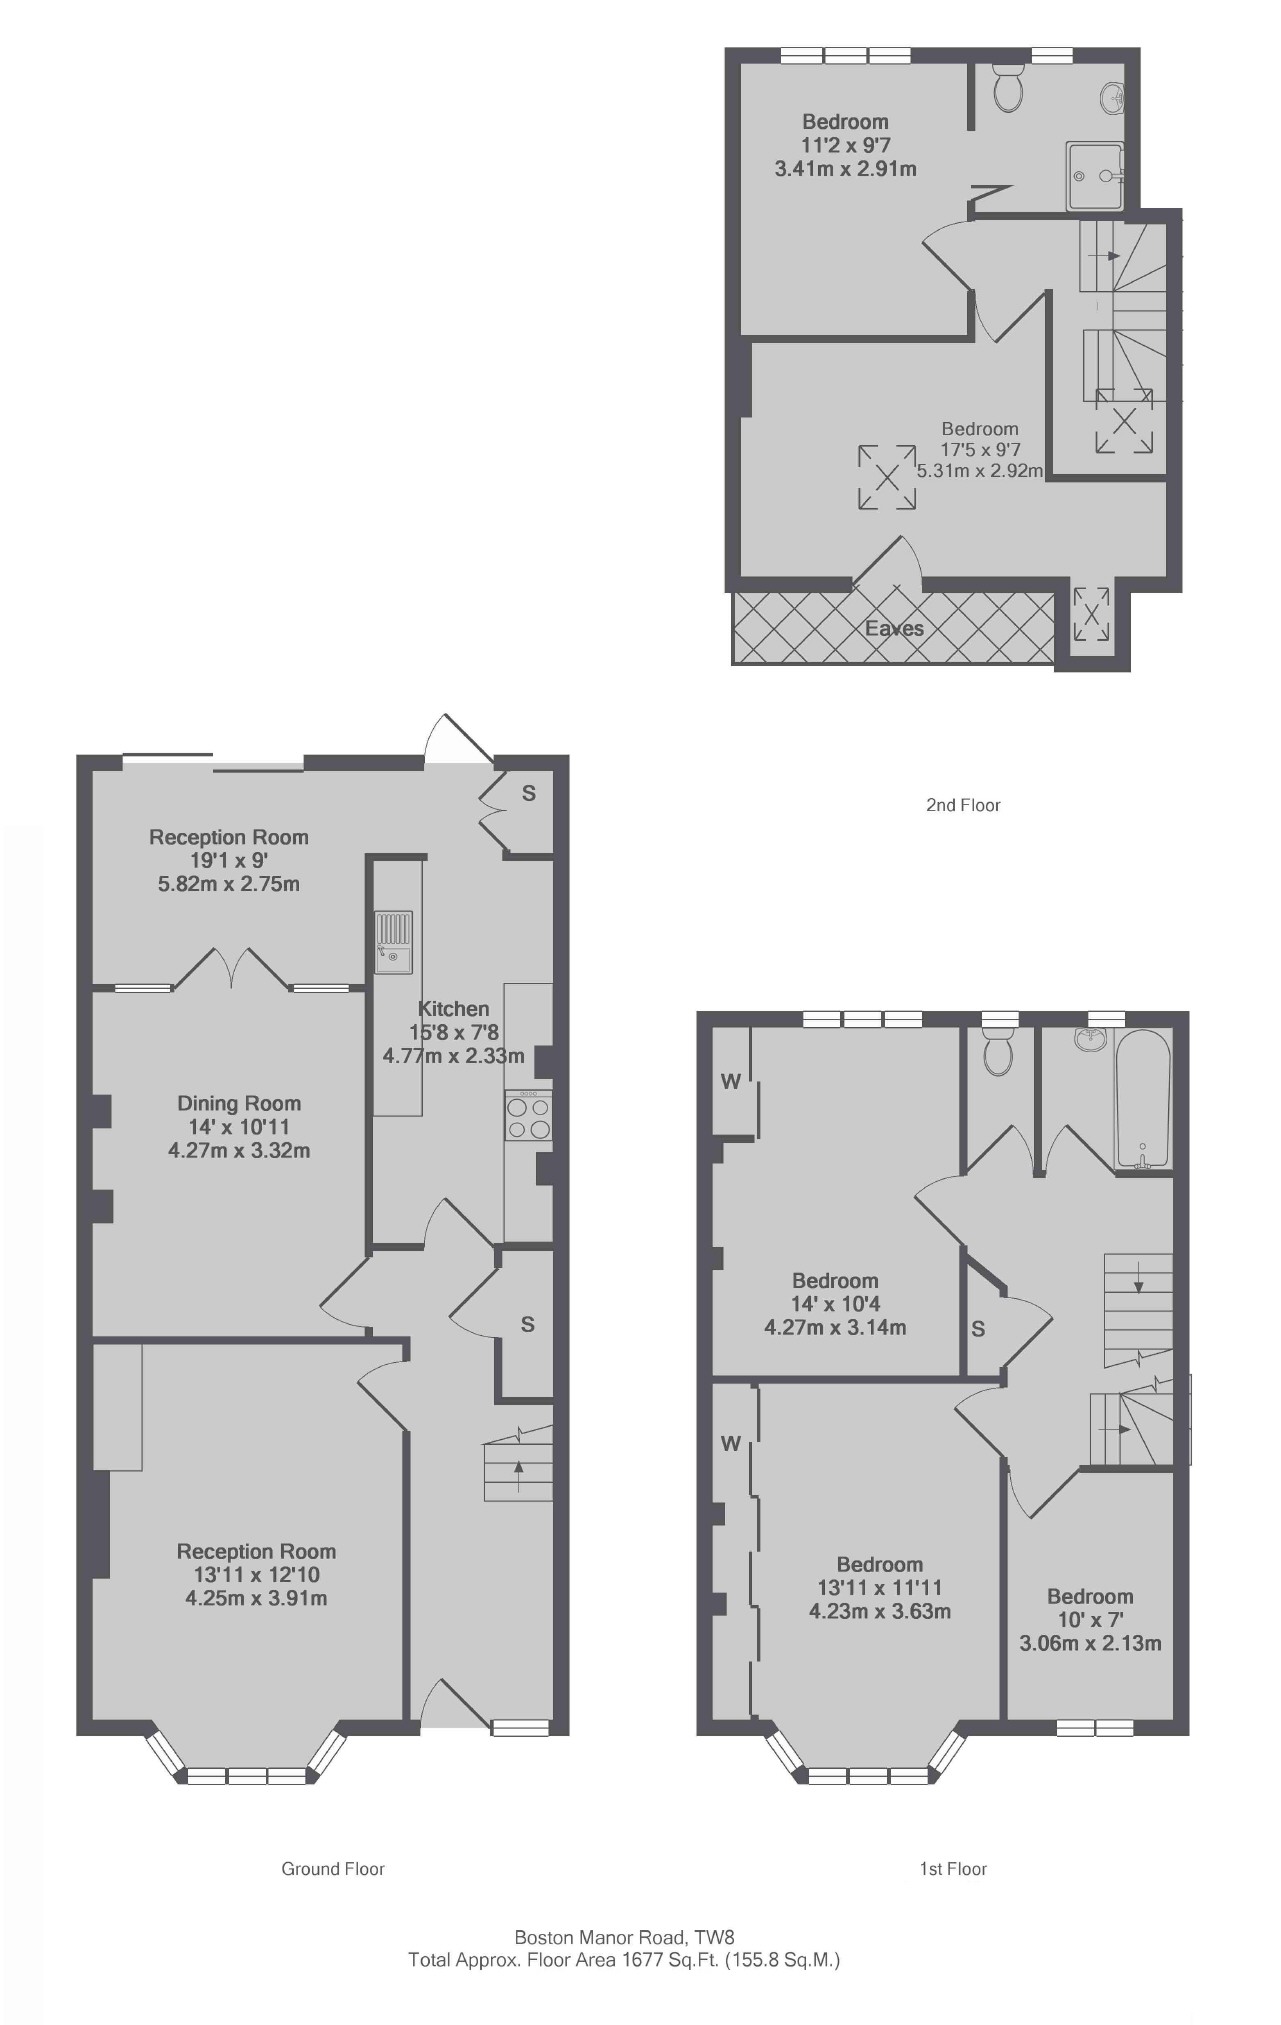 Bedroom
11'2 x 9'7
3.41m x 2.91m
Bedroom
17'5 x 9'7
5.31m x 2.92m
Eaves
2nd Floor
S
Reception Room
19'1 x 9'
5.82m x 2.75m
Kitchen
15'8 x 7'8
4.77m x 2.33m
Dining Room
14' x 10'11
4.27m x 3.32m
S
Reception Room
13'11 x 12'10
4.25m x 3.91m
Ground Floor
W
Bedroom
14' x 10'4
4.27m x 3.14m
S
W
Bedroom
13'11 x 11'11
4.23m x 3.63m
Bedroom
10' x 7'
3.06m x 2.13m
1st Floor
Boston Manor Road, TW8
Total Approx. Floor Area 1677 Sq.Ft. (155.8 Sq.M.)